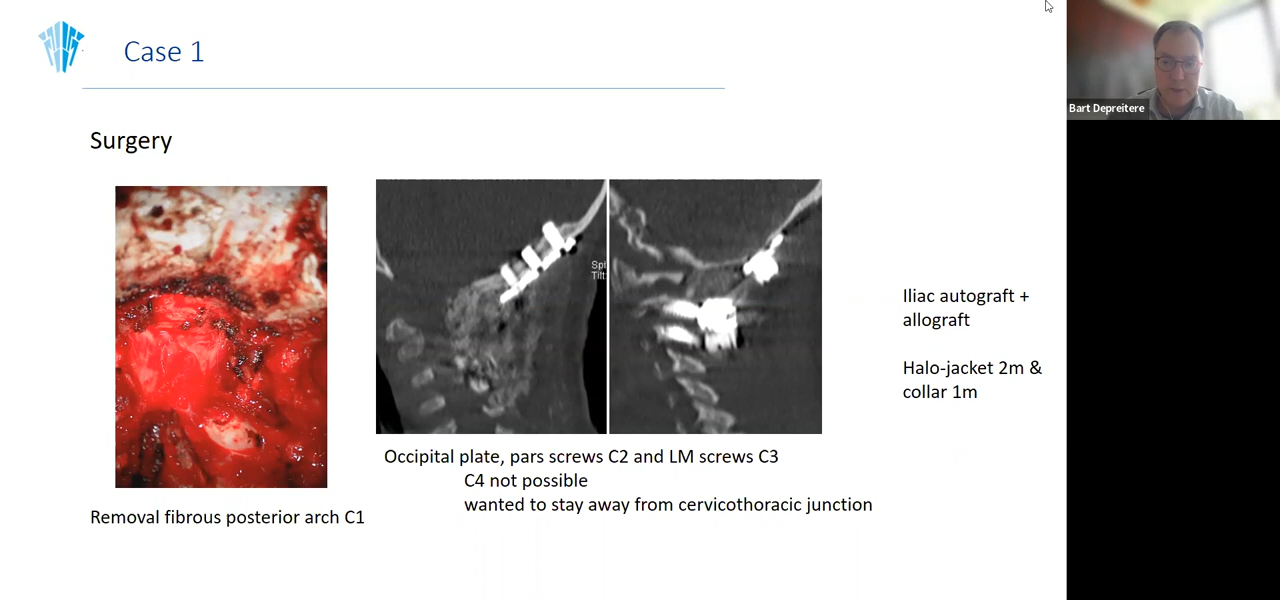 Case 1
Bart Depreitere
Surgery
Iliac autograft +
allograft
Halo-jacket 2m &
collar 1m
Occipital plate, pars screws C2 and LM screws C3
C4 not possible
wanted to stay away from cervicothoracic junction
Removal fibrous posterior arch C1